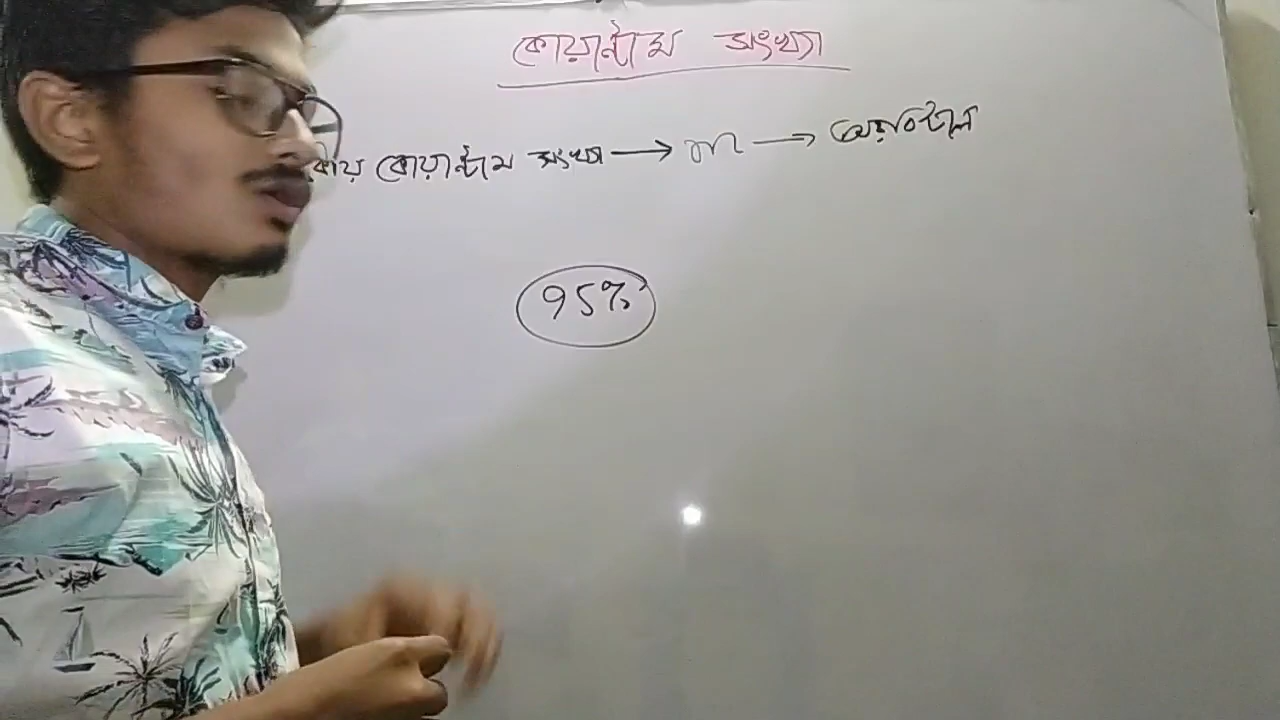 কোয়ান্টাম সংখ্যা
কোয়ান্টাম সংখ্যা → m → অরবিটাল
95%